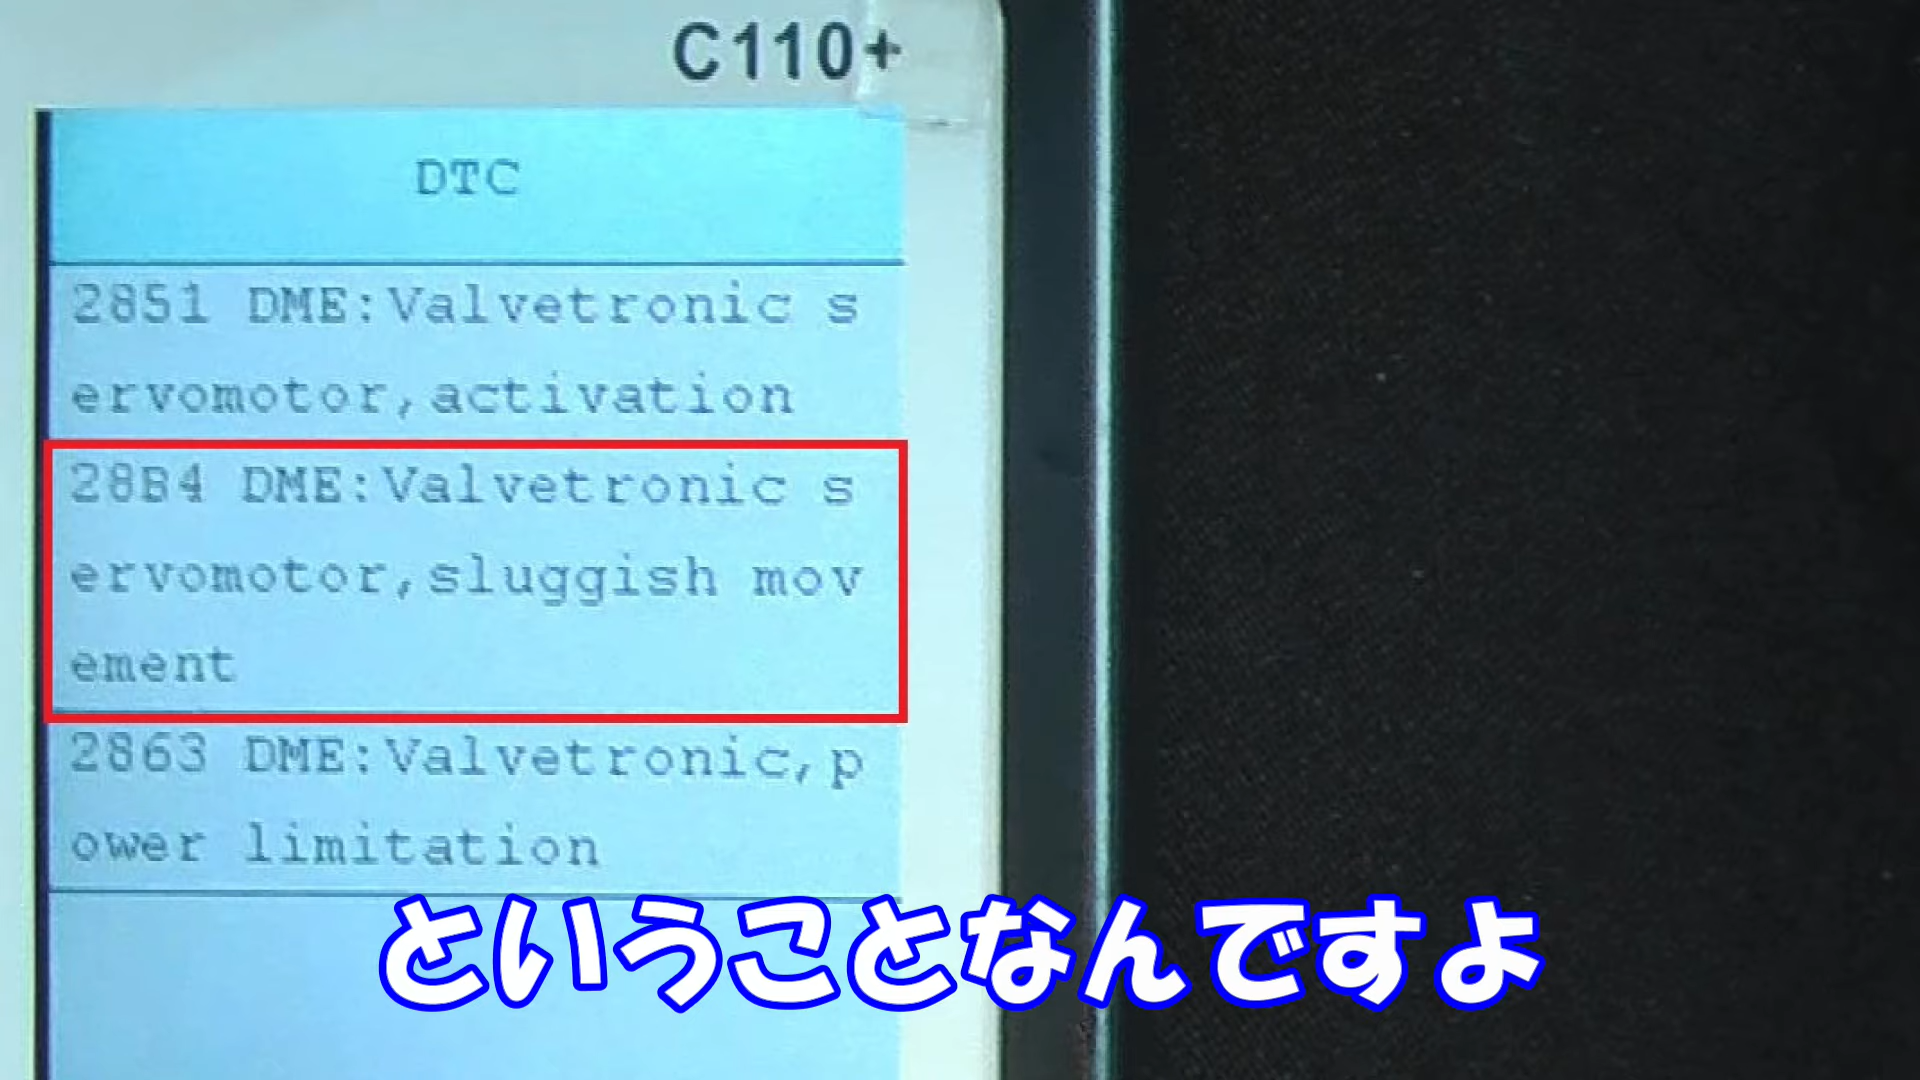 C110+
DTC
2851 DME:Valvetronic s
ervomotor,activation
28B4 DME:Valvetronic s
ervomotor,sluggish mov
ement
2863 DME:Valvetronic,p
ower limitation
ということなんですよ